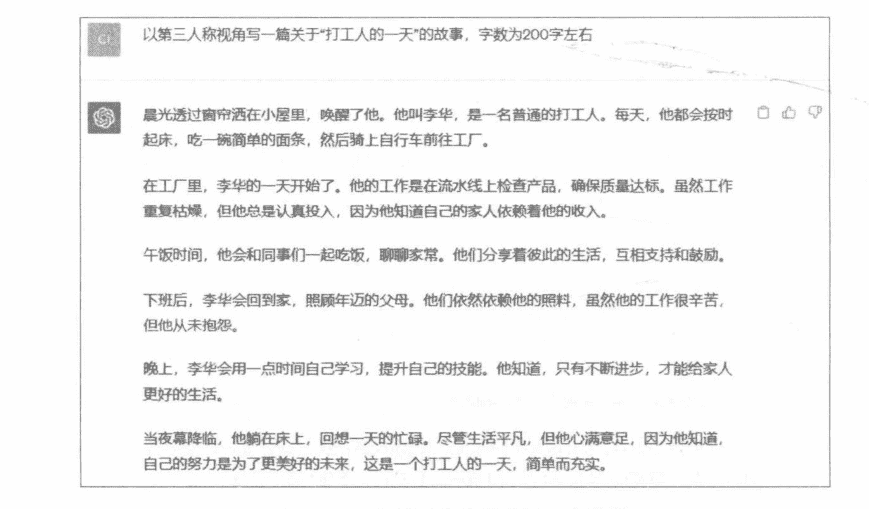 CI
以第三人称视角写一篇关于“打工人的一天”的故事，字数为200字左右
晨光透过窗帘洒在小屋里，唤醒了他。他叫李华，是一名普通的打工人。每天，他都会按时
起床，吃一碗简单的面条，然后骑上自行车前往工厂。
在工厂里，李华的一天开始了。他的工作是在流水线上检查产品，确保质量达标。虽然工作
重复枯燥，但他总是认真投入，因为他知道自己的家人依赖着他的收入。
午饭时间，他会和同事们一起吃饭，聊聊家常。他们分享着彼此的生活，互相支持和鼓励。
下班后，李华会回到家，照顾年迈的父母。他们依然依赖他的照料，虽然他的工作很辛苦，
但他从未抱怨。
晚上，李华会用一点时间自己学习，提升自己的技能。他知道，只有不断进步，才能给家人
更好的生活。
当夜幕降临，他躺在床上，回想一天的忙碌。尽管生活平凡，但他心满意足，因为他知道，
自己的努力是为了更美好的未来，这是一个打工人的一天，简单而充实。